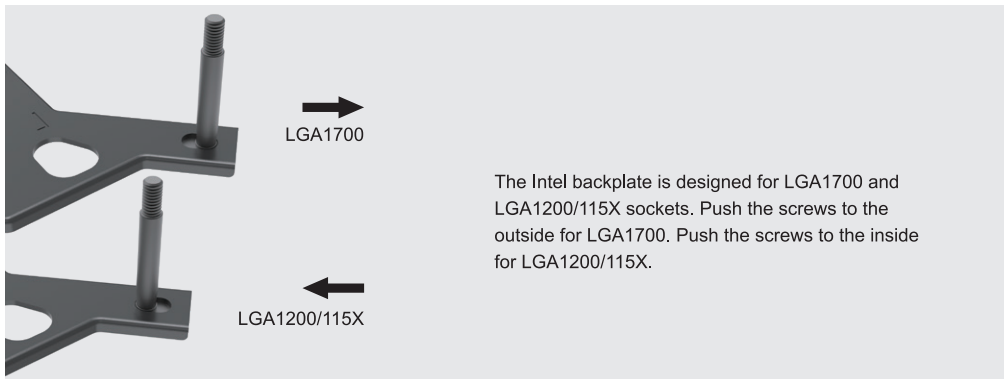 LGA1700
The Intel backplate is designed for LGA1700 and
LGA1200/115X sockets. Push the screws to the
outside for LGA1700. Push the screws to the inside
for LGA1200/115X.
LGA1200/115X